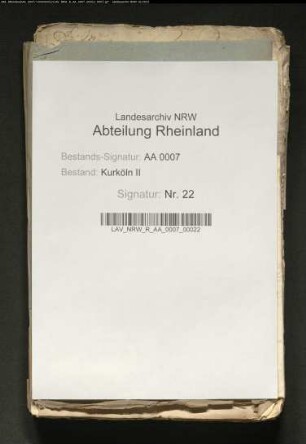 Landesarchiv NRW
Abteilung Rheinland
Bestands-Signatur: AA 0007
Bestand: Kurköln II
Signatur: Nr. 22
LAV_NRW_R_AA_0007_00022